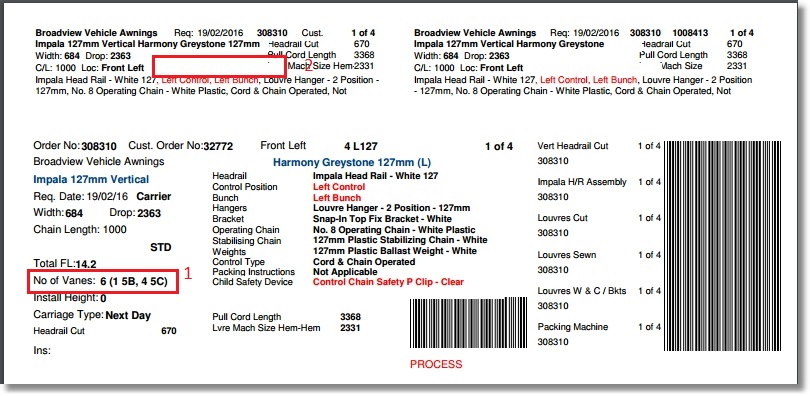 Broadview Vehicle Awnings Req: 19/02/2016 308310 Cust. 1 of 4
Impala 127mm Vertical Harmony Greystone 127mm Headrail Cut 670
Width: 684 Drop: 2363 Pull Cord Length 3368
C/L: 1000 Loc: Front Left Mach Size Hem 2331
2
Impala Head Rail - White 127, Left Control, Left Bunch, Louvre Hanger - 2 Position -
- 127mm, No. 8 Operating Chain - White Plastic, Cord & Chain Operated, Not
Broadview Vehicle Awnings Req: 19/02/2016 308310 1008413 1 of 4
Impala 127mm Vertical Harmony Greystone Headrail Cut 670
Width: 684 Drop: 2363 Pull Cord Length 3368
C/L: 1000 Loc: Front Left Mach Size 2331
Impala Head Rail - White 127, Left Control, Left Bunch, Louvre Hanger - 2 Position
- 127mm, No. 8 Operating Chain - White Plastic, Cord & Chain Operated, Not
Order No: 308310 Cust. Order No: 32772 Front Left 4 L127 1 of 4
Broadview Vehicle Awnings Harmony Greystone 127mm (L)
Impala 127mm Vertical
Req. Date: 19/02/16 Carrier
Width: 684 Drop: 2363
Chain Length: 1000
STD
Total FL: 14.2
No of Vanes: 6 (1 5B, 4 5C) 1
Install Height: 0
Carriage Type: Next Day
Headrail Cut 670
Ins:
Headrail Impala Head Rail - White 127
Control Position Left Control
Bunch Left Bunch
Hangers Louvre Hanger - 2 Position - 127mm
Bracket Snap-In Top Fix Bracket - White
Operating Chain No. 8 Operating Chain - White Plastic
Stabilising Chain 127mm Plastic Stabilizing Chain - White
Weights 127mm Plastic Ballast Weight - White
Control Type Cord & Chain Operated
Packing Instructions Not Applicable
Child Safety Device Control Chain Safety P Clip - Clear
Pull Cord Length 3368
Lvre Mach Size Hem-Hem 2331
PROCESS
Vert Headrail Cut 1 of 4
308310
Impala H/R Assembly 1 of 4
308310
Louvres Cut 1 of 4
308310
Louvres Sewn 1 of 4
308310
Louvres W & C / Bkts 1 of 4
308310
Packing Machine 1 of 4
308310